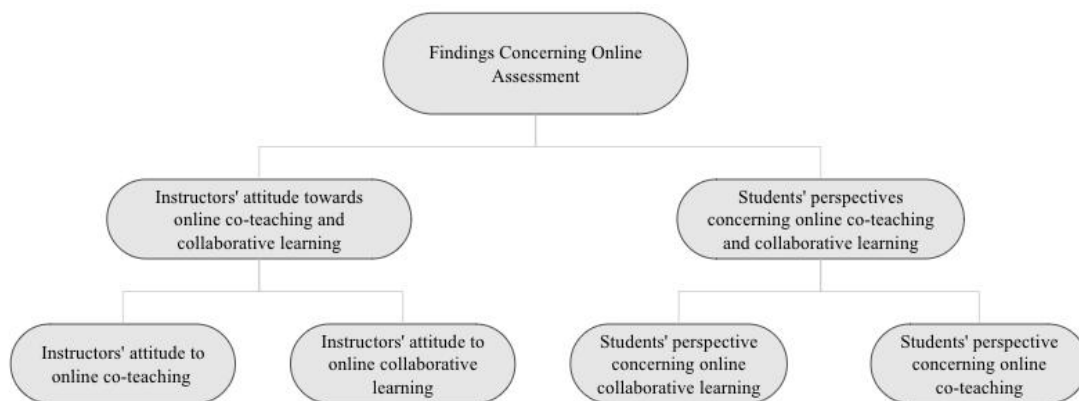 Findings Concerning Online
Assessment
Instructors' attitude towards
online co-teaching and
collaborative learning
Students' perspectives
concerning online co-teaching
and collaborative learning
Instructors' attitude to
online co-teaching
Instructors' attitude to
online collaborative
learning
Students' perspective
concerning online
collaborative learning
Students' perspective
concerning online
co-teaching